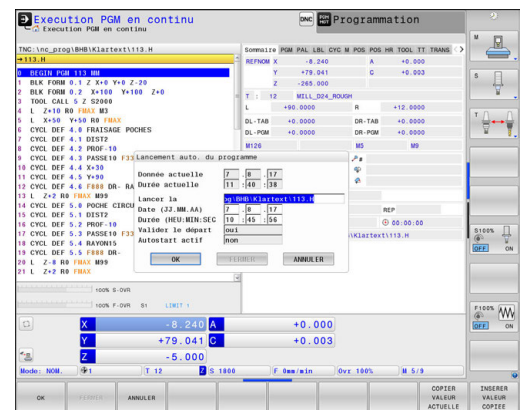 Execution PGM en continu
Execution PGM en continu
DNC
Programmation
TNC:\nc_prog\BHB\Klartext\113.H
→113.H
0 BEGIN PGM 113 MM
1 BLK FORM 0.1 Z X+0 Y+0 Z-20
2 BLK FORM 0.2 X+100 Y+100 Z+0
3 TOOL CALL 5 Z S2000
4 L Z+10 R0 FMAX M3
5 L X+50 Y+50 R0 FMAX
6 CYCL DEF 4.0 FRAISAGE POCHES
7 CYCL DEF 4.1 DIST2
8 CYCL DEF 4.2 PROF-10
9 CYCL DEF 4.3 PASSE10 F33
10 CYCL DEF 4.4 X+30
11 CYCL DEF 4.5 Y+90
12 CYCL DEF 4.6 F888 DR- RA
13 L Z+2 R0 FMAX M99
14 CYCL DEF 5.0 POCHE CIRCU
15 CYCL DEF 5.1 DIST2
16 CYCL DEF 5.2 PROF-10
17 CYCL DEF 5.3 PASSE10 F33
18 CYCL DEF 5.4 RAYON15
19 CYCL DEF 5.5 F888 DR-
20 L Z-8 R0 FMAX M99
21 L Z+2 R0 FMAX
100% S-OVR
100% F-OVR S1 LIMIT 1
Sommaire PGM PAL LBL CYC M POS POS HR TOOL TT TRANS
REFNOM X -8.240 A +0.000
Y +79.041 C +0.003
Z -265.000
T : 12 MILL_D24_ROUGH
L +90.0000 R +12.0000
DL-TAB +0.0000 DR-TAB +0.0000
DL-PGM +0.0000 DR-PGM +0.0000
M126 M5 M9
REP
00:00:00
\Klartext\113.H
Lancement auto. du programme
Donnée actuelle 7 .8 .17
Durée actuelle 11 :40 :38
Lancer la og\BHB\Klartext\113.H
Date (JJ.MM.AA) 7 .8 .17
Durée (HEU:MIN:SEC 10 :45 :56
Valider le départ oui
Autostart actif non
OK FERMER ANNULER
X -8.240 A +0.000
Y +79.041 C +0.003
Z -5.000
Mode: NOM. 1 T 12 Z S 1800 F 0mm/min Ovr 100% M 5/9
M
S
T
S100%
OFF ON
F100%
OFF ON
OK FERMER ANNULER
COPIER VALEUR ACTUELLE
INSERER VALEUR COPIEE